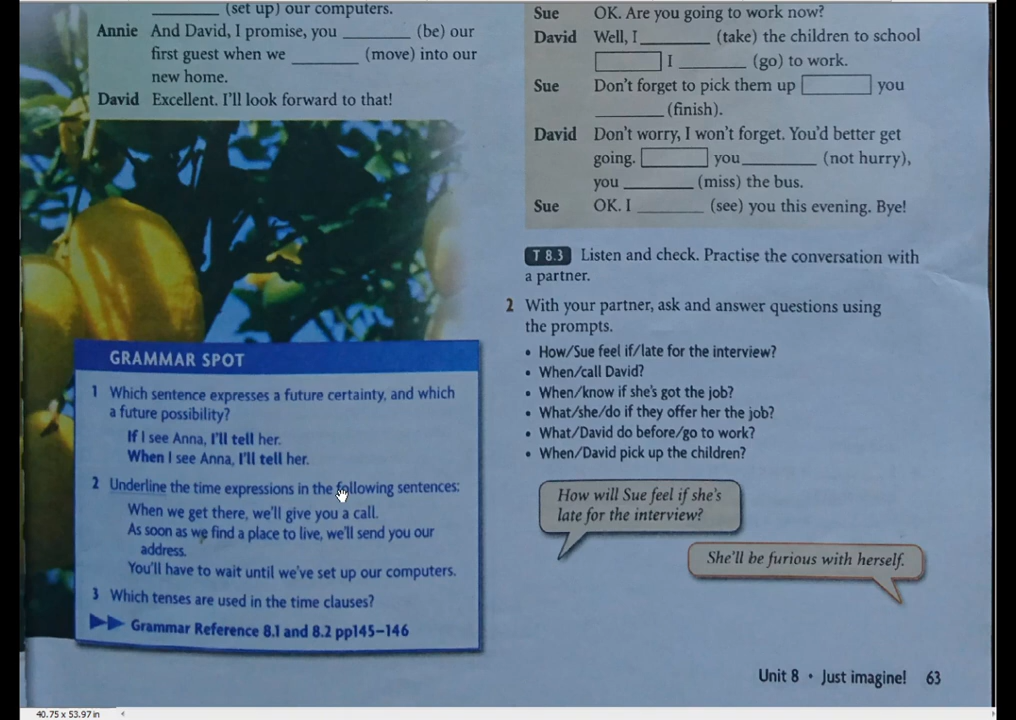 ________ (set up) our computers.
Annie And David, I promise, you ________ (be) our
first guest when we ________ (move) into our
new home.
David Excellent. I'll look forward to that!
GRAMMAR SPOT
1 Which sentence expresses a future certainty, and which
a future possibility?
If I see Anna, I'll tell her.
When I see Anna, I'll tell her.
2 Underline the time expressions in the following sentences:
When we get there, we'll give you a call.
As soon as we find a place to live, we'll send you our
address.
You'll have to wait until we've set up our computers.
3 Which tenses are used in the time clauses?
Grammar Reference 8.1 and 8.2 pp145–146
Sue OK. Are you going to work now?
David Well, I ________ (take) the children to school
I ________ (go) to work.
Sue Don't forget to pick them up you
________ (finish).
David Don't worry, I won't forget. You'd better get
going. you ________ (not hurry),
you ________ (miss) the bus.
Sue OK. I ________ (see) you this evening. Bye!
T 8.3 Listen and check. Practise the conversation with
a partner.
2 With your partner, ask and answer questions using
the prompts.
• How/Sue feel if/late for the interview?
• When/call David?
• When/know if she's got the job?
• What/she/do if they offer her the job?
• What/David do before/go to work?
• When/David pick up the children?
How will Sue feel if she's
late for the interview?
She'll be furious with herself.
Unit 8 • Just imagine! 63
40.75 x 53.97 in